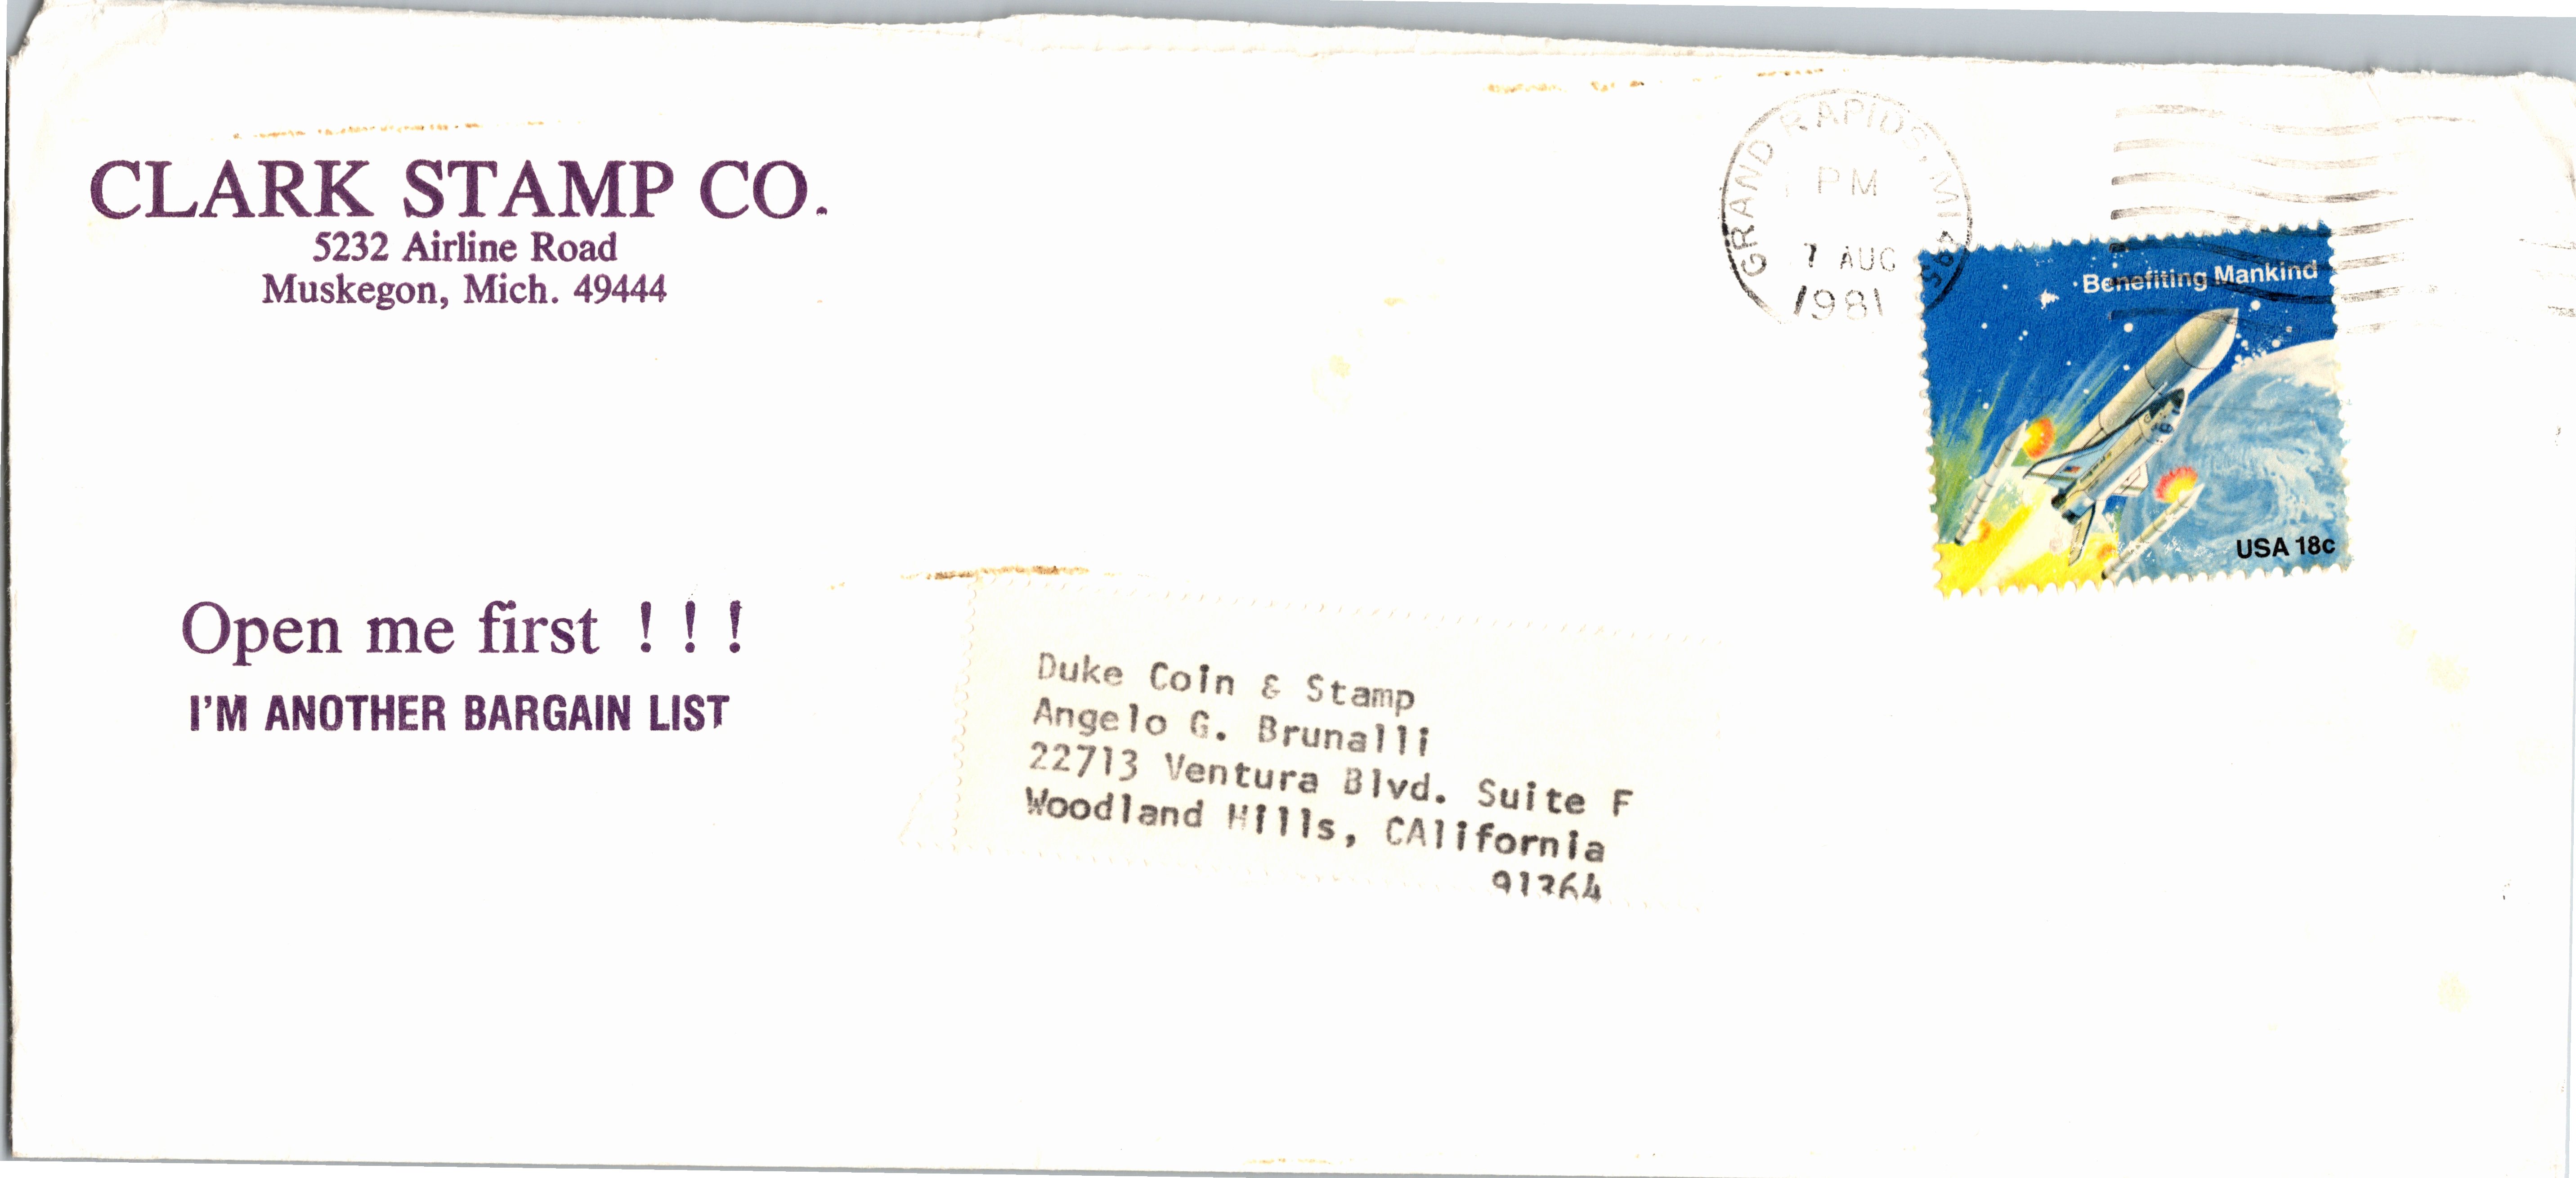 CLARK STAMP CO.
5232 Airline Road
Muskegon, Mich. 49444
GRAND RAPIDS, MI 495
PM
7 AUG
1981
Benefiting Mankind
USA 18c
Open me first ! ! !
I'M ANOTHER BARGAIN LIST
Duke Coin & Stamp
Angelo G. Brunalli
22713 Ventura Blvd. Suite F
Woodland Hills, CAlifornia
91364